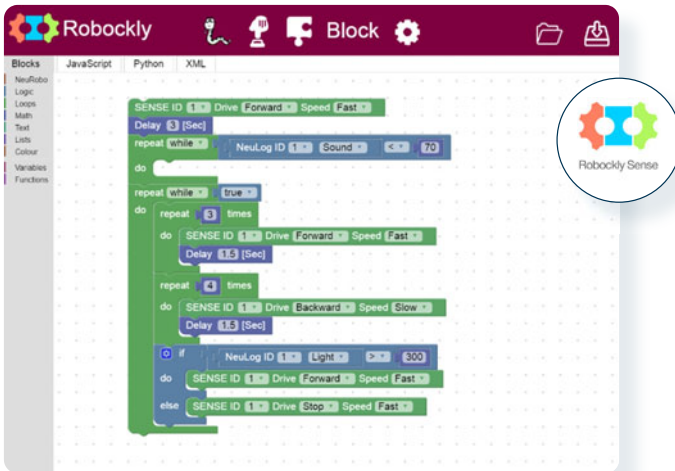 Robockly Block
Blocks JavaScript Python XML
NeuRobo
Logic
Loops
Math
Text
Lists
Colour
Variables
Functions
SENSE ID 1 Drive Forward Speed Fast
Delay 3 [Sec]
repeat while NeuLog ID 1 Sound < 70
do
repeat while true
do repeat 3 times
do SENSE ID 1 Drive Forward Speed Fast
Delay 1.5 [Sec]
repeat 4 times
do SENSE ID 1 Drive Backward Speed Slow
Delay 1.5 [Sec]
if NeuLog ID 1 Light > 300
do SENSE ID 1 Drive Forward Speed Fast
else SENSE ID 1 Drive Stop Speed Fast
Robockly Sense